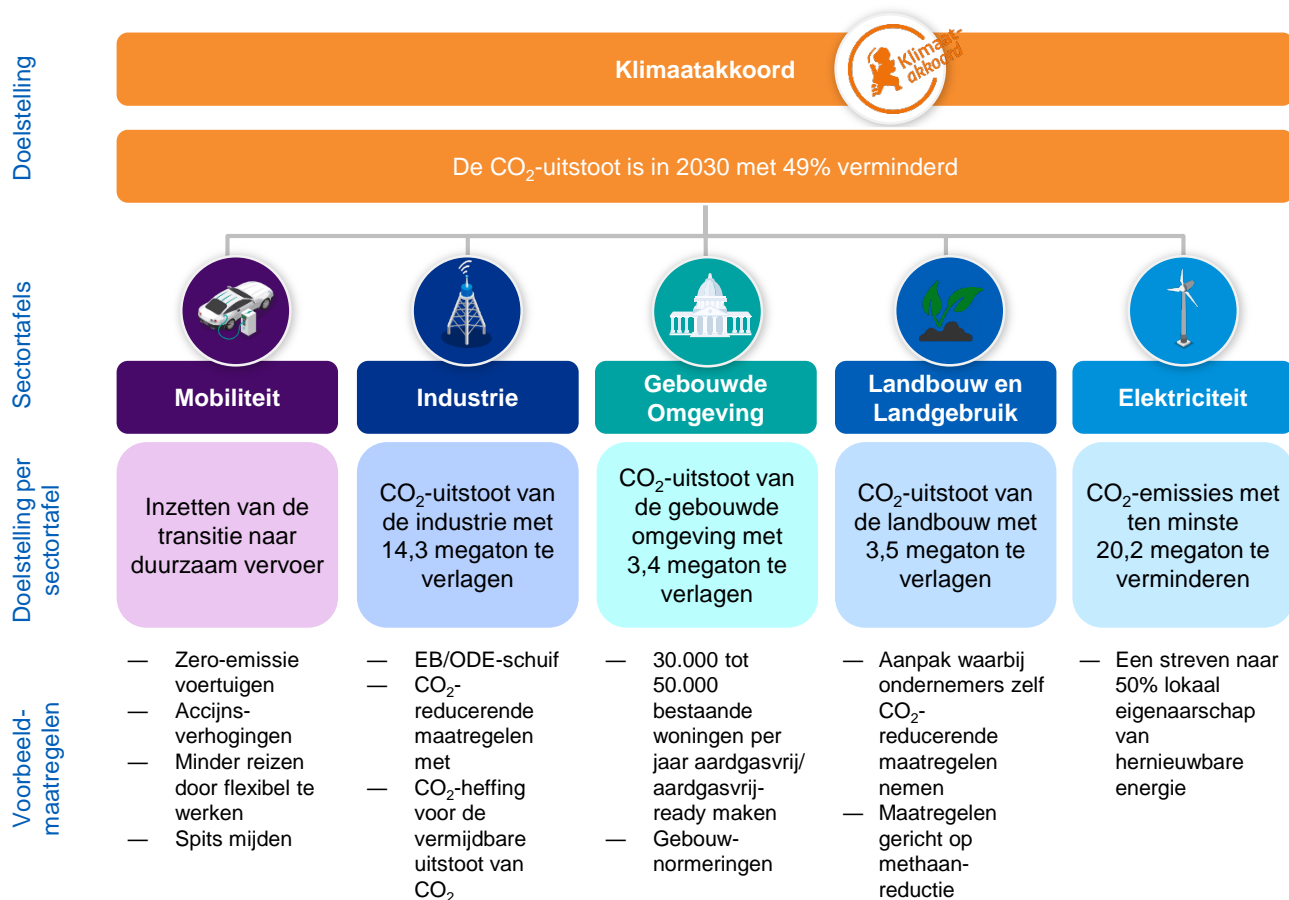 Doelstelling
Klimaatakkoord
Klimaat-
akkoord
De CO₂-uitstoot is in 2030 met 49% verminderd
Sectortafels
Mobiliteit
Industrie
Gebouwde
Omgeving
Landbouw en
Landgebruik
Elektriciteit
Doelstelling per
sectortafel
Inzetten van de
transitie naar
duurzaam vervoer
CO₂-uitstoot van
de industrie met
14,3 megaton te
verlagen
CO₂-uitstoot van
de gebouwde
omgeving met
3,4 megaton te
verlagen
CO₂-uitstoot van
de landbouw met
3,5 megaton te
verlagen
CO₂-emissies met
ten minste
20,2 megaton te
verminderen
Voorbeeld-
maatregelen
— Zero-emissie
voertuigen
— Accijns-
verhogingen
— Minder reizen
door flexibel te
werken
— Spits mijden
— EB/ODE-schuif
— CO₂-
reducerende
maatregelen
met
— CO₂-heffing
voor de
vermijdbare
uitstoot van
CO₂
— 30.000 tot
50.000
bestaande
woningen per
jaar aardgasvrij/
aardgasvrij-
ready maken
— Gebouw-
normeringen
— Aanpak waarbij
ondernemers zelf
CO₂-
reducerende
maatregelen
nemen
— Maatregelen
gericht op
methaan-
reductie
— Een streven naar
50% lokaal
eigenaarschap
van
hernieuwbare
energie